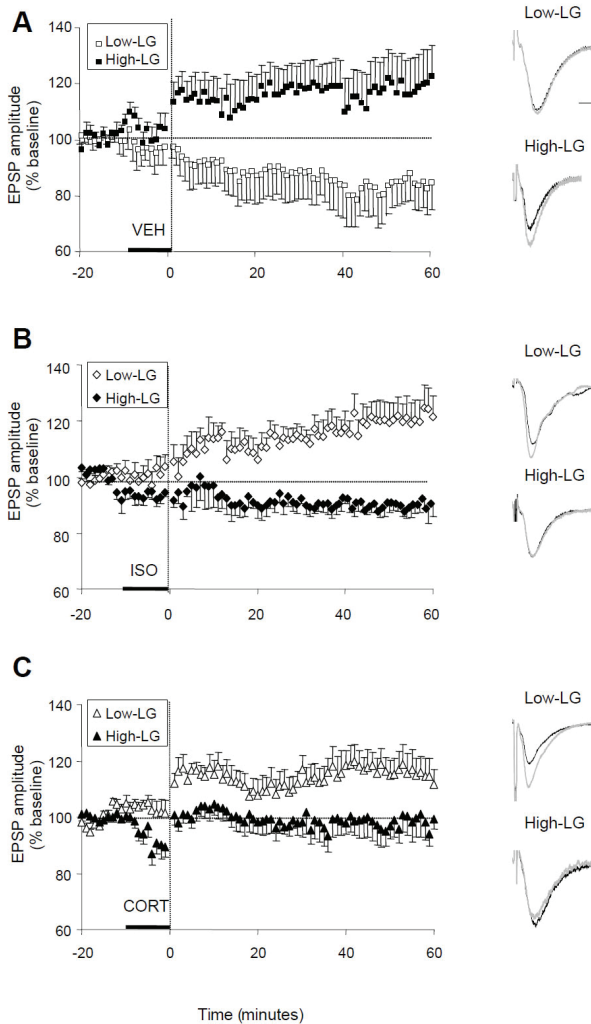 A
Low-LG
High-LG
EPSP amplitude
(% baseline)
140
120
100
80
60
VEH
-20
0
20
40
60
Low-LG
High-LG
B
Low-LG
High-LG
EPSP amplitude
(% baseline)
140
120
100
80
60
ISO
-20
0
20
40
60
Low-LG
High-LG
C
Low-LG
High-LG
EPSP amplitude
(% baseline)
140
120
100
80
60
CORT
-20
0
20
40
60
Low-LG
High-LG
Time (minutes)